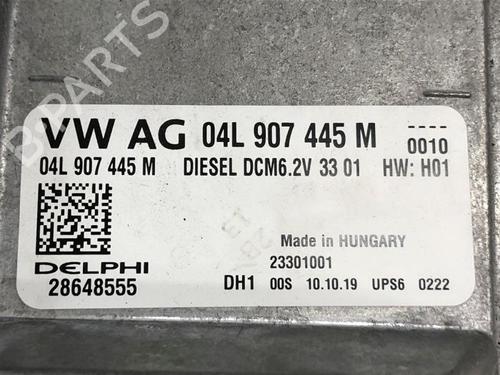 VW AG 04L 907 445 M ---- 0010
04L 907 445 M DIESEL DCM6.2V 33 01 HW: H01
Made in HUNGARY
DELPHI 23301001
28648555 DH1 00S 10.10.19 UPS6 0222
B-PARTS